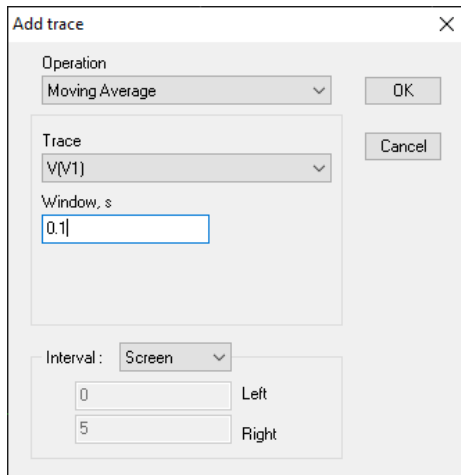 Add trace
Operation
Moving Average
OK
Trace
Cancel
V(V1)
Window, s
0.1
Interval : Screen
0 Left
5 Right